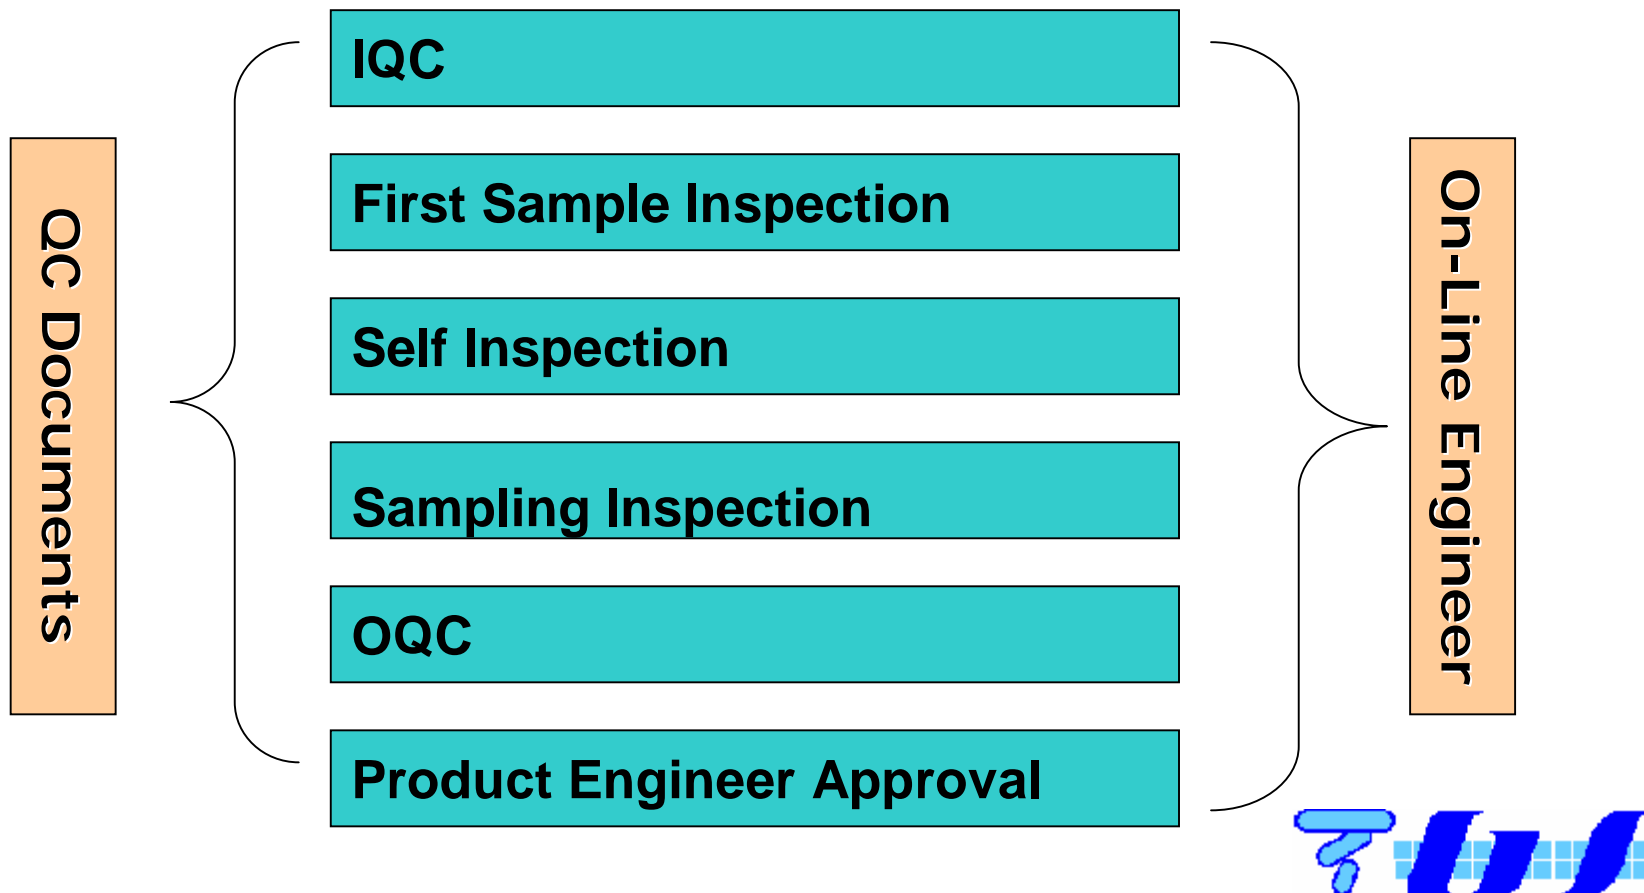 QC Documents
IQC
First Sample Inspection
Self Inspection
Sampling Inspection
OQC
Product Engineer Approval
On-Line Engineer